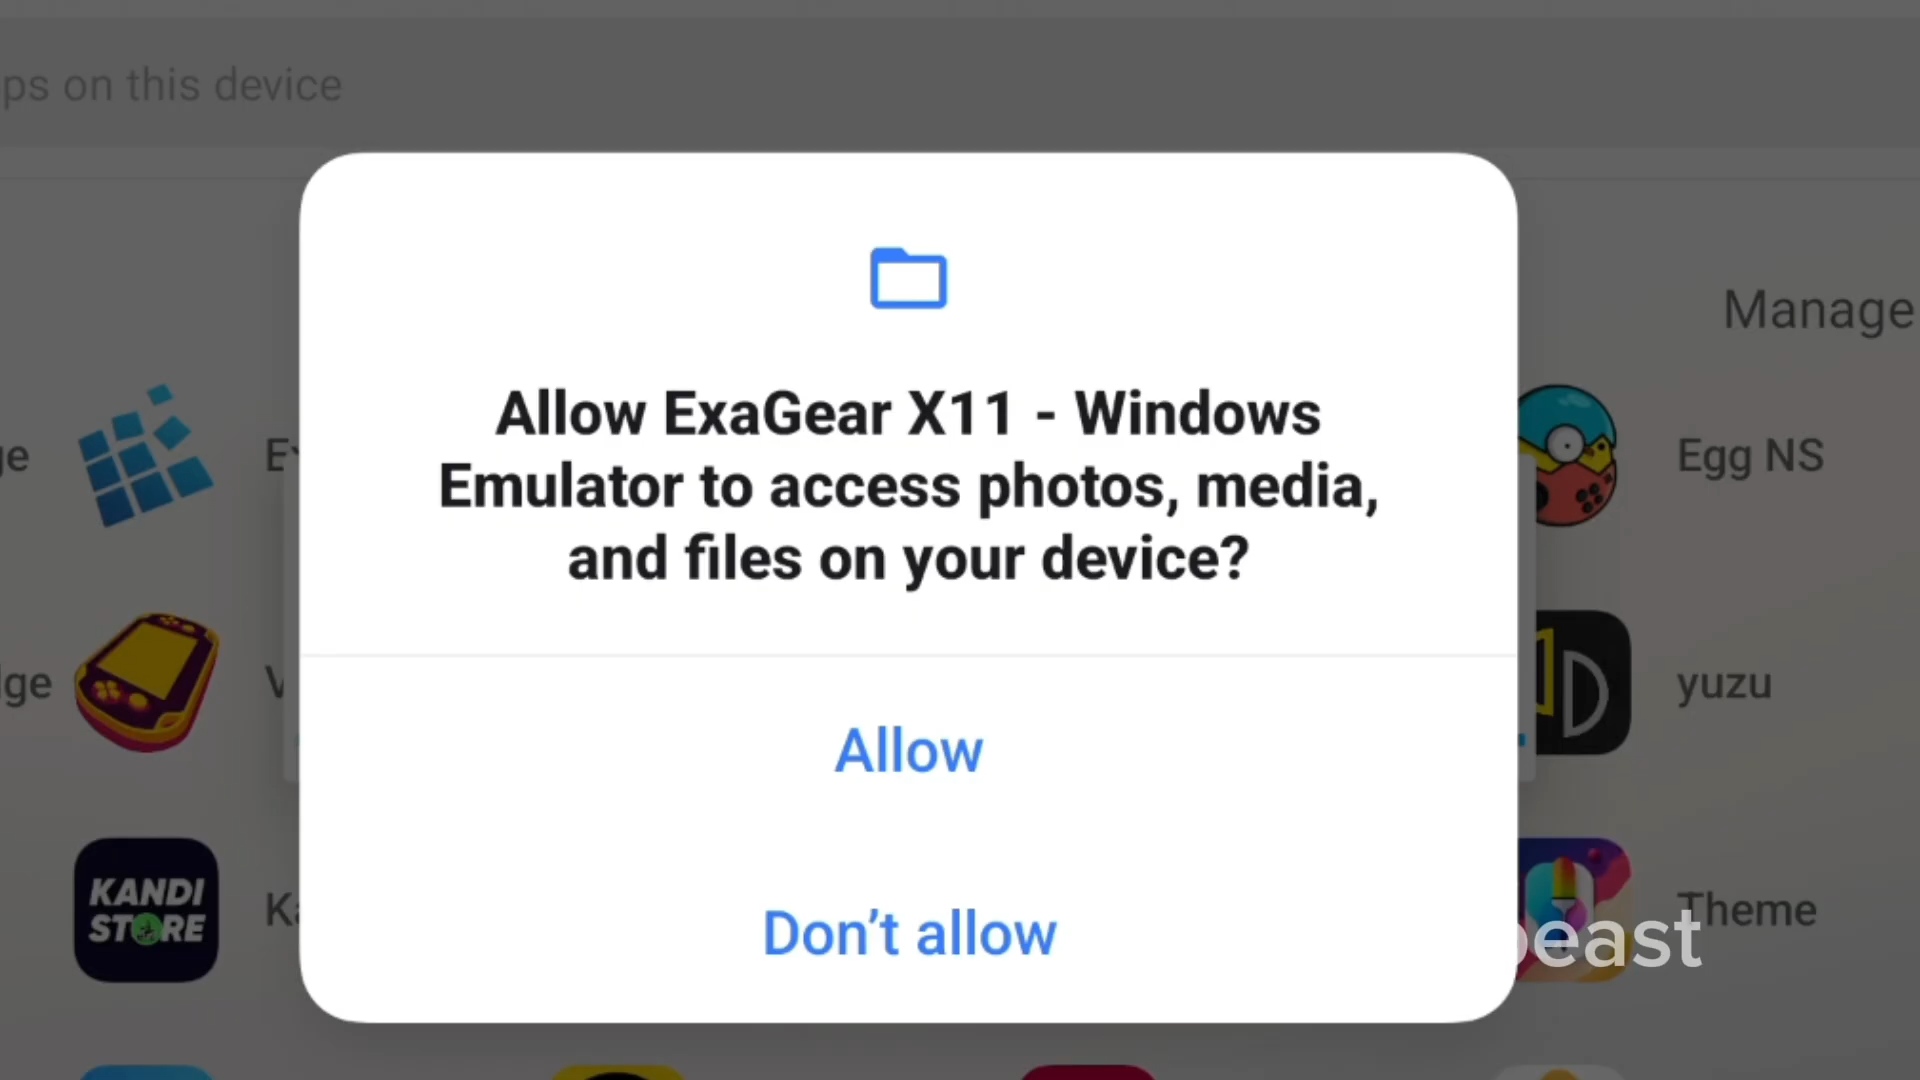 ps on this device
Manage
Allow ExaGear X11 - Windows
Emulator to access photos, media,
and files on your device?
Egg NS
yuzu
Allow
KANDI
STORE
Theme
Don’t allow